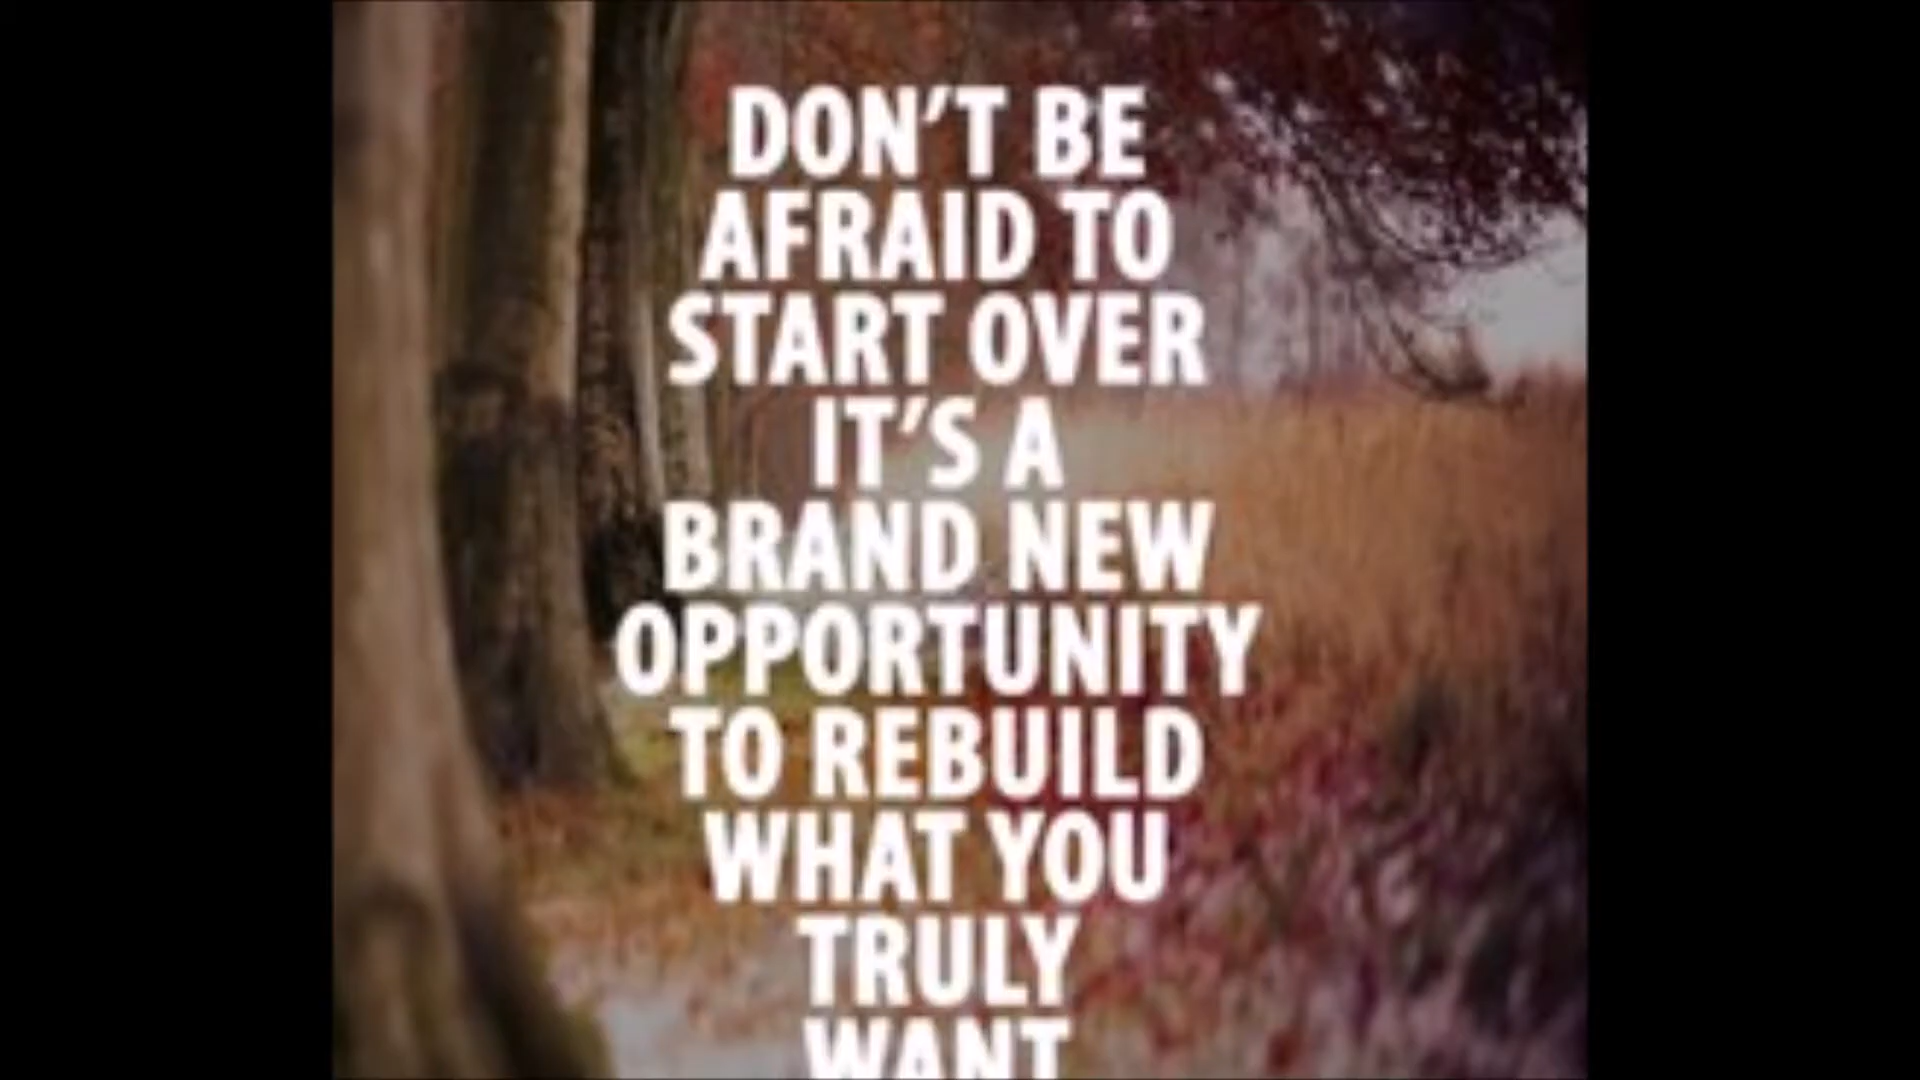 DON'T BE
AFRAID TO
START OVER
IT'S A
BRAND NEW
OPPORTUNITY
TO REBUILD
WHAT YOU
TRULY
WANT